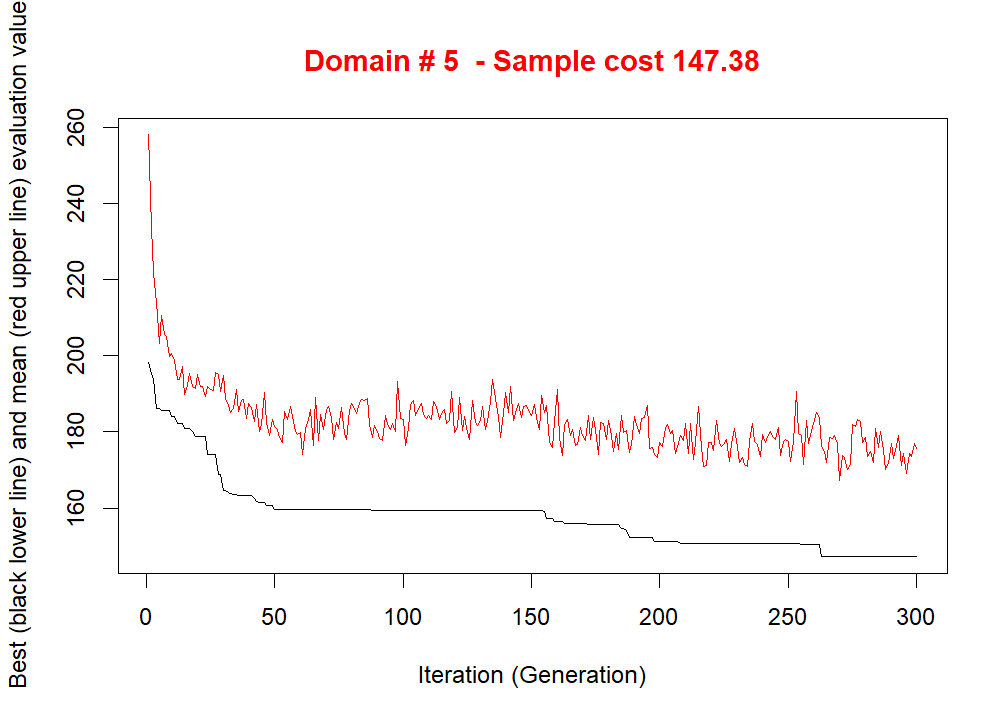 Domain # 5  - Sample cost 147.38
Best (black lower line) and mean (red upper line) evaluation value
260
240
220
200
180
160
0 50 100 150 200 250 300
Iteration (Generation)